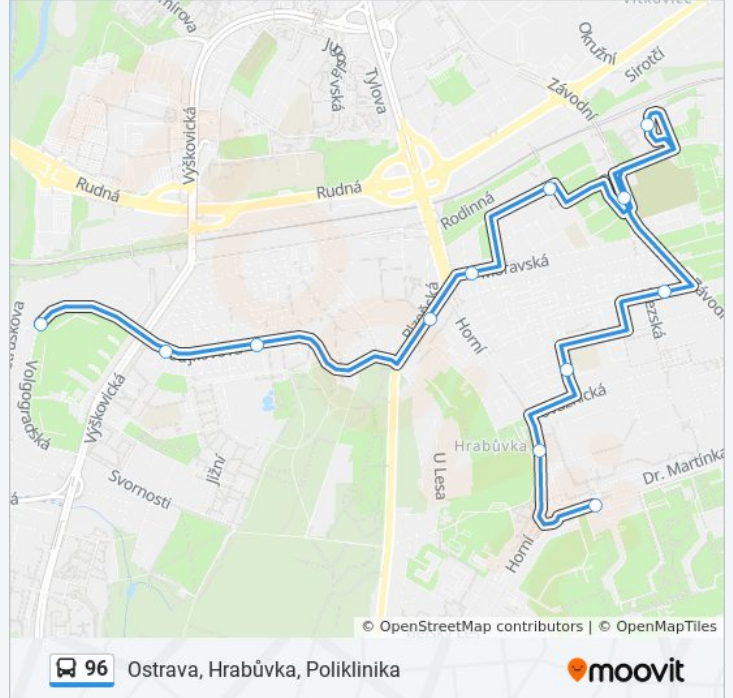 Vítkovice
Okružní
Sirotčí
Tylova
Závodní
Výškovická
Rudná
Rudná
Rodinná
Moravská
Plzeňská
Horní
Závodní
Volgogradská
Výškovická
Hrabůvka
U Lesa
Jižní
Svornosti
Dr. Martínka
Horní
© OpenStreetMap contributors | © OpenMapTiles
96 Ostrava, Hrabůvka, Poliklinika
moovit